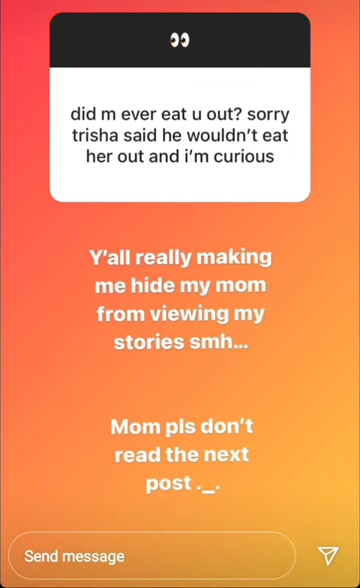 👀
did m ever eat u out? sorry
trisha said he wouldn't eat
her out and i'm curious
Y'all really making
me hide my mom
from viewing my
stories smh...
Mom pls don't
read the next
post ._.
Send message